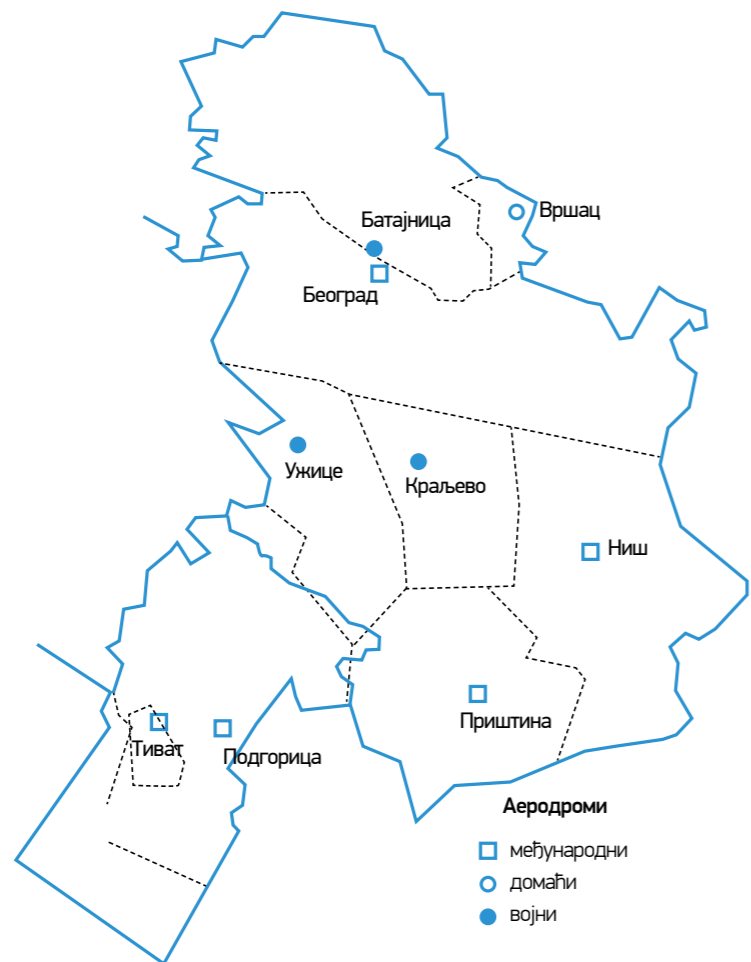 Батајница
Вршац
Београд
Ужице
Краљево
Ниш
Приштина
Тиват
Подгорица
Аеродроми
међународни
домаћи
војни